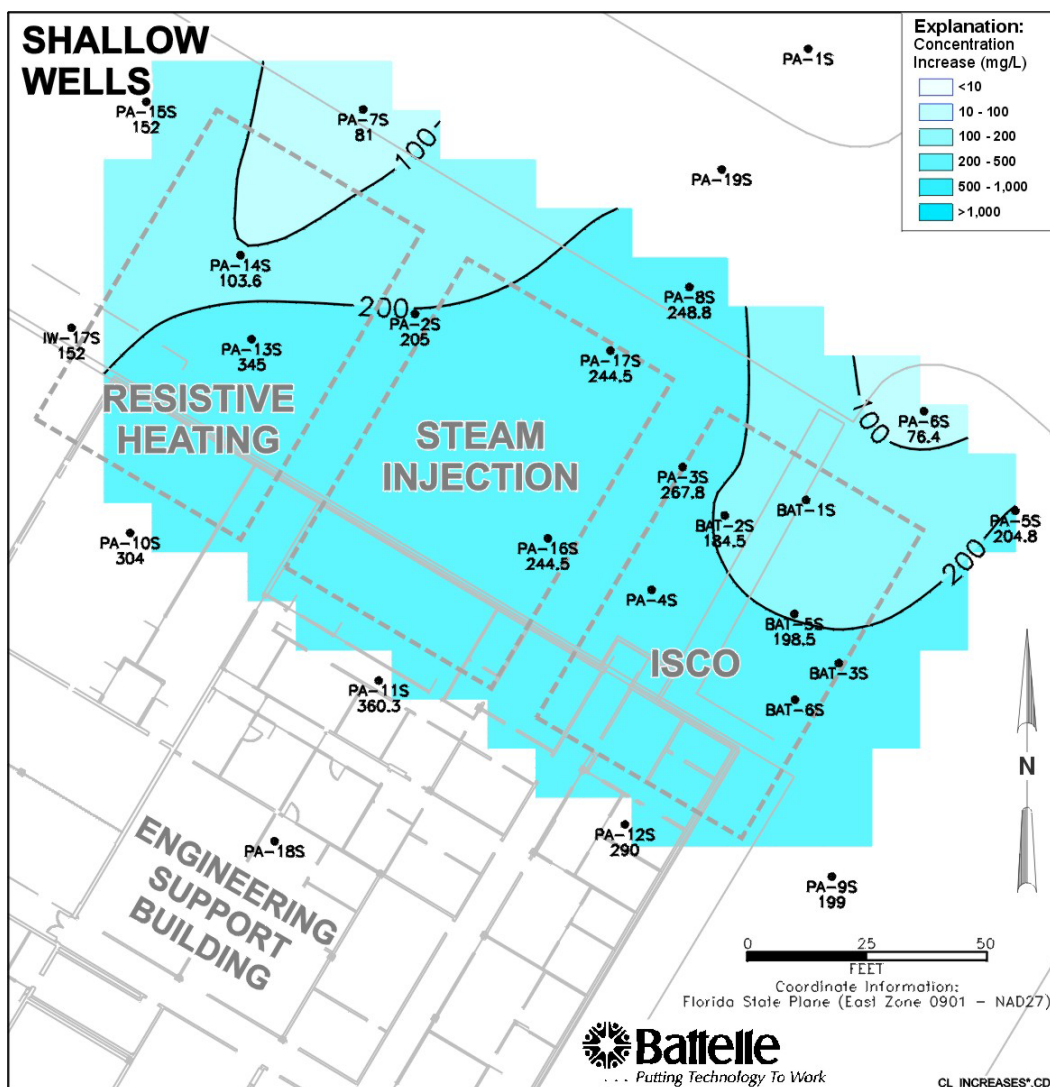 SHALLOW
WELLS
Explanation:
Concentration
Increase (mg/L)
<10
10 - 100
100 - 200
200 - 500
500 - 1,000
>1,000
PA-1S
PA-15S
152
PA-7S
81
100
PA-19S
PA-14S
103.6
PA-8S
248.8
200
PA-2S
205
IW-17S
152
PA-13S
345
PA-17S
244.5
RESISTIVE
HEATING
STEAM
INJECTION
100
PA-6S
76.4
PA-3S
267.8
BAT-1S
BAT-2S
184.5
PA-5S
204.8
PA-10S
304
PA-16S
244.5
200
PA-4S
BAT-5S
198.5
ISCO
BAT-3S
PA-11S
360.3
BAT-6S
N
PA-12S
290
PA-18S
ENGINEERING
SUPPORT
BUILDING
PA-9S
199
0 25 50
FEET
Coordinate Information:
Florida State Plane (East Zone 0901 - NAD27)
Battelle
. . . Putting Technology To Work
CL_INCREASES*.CD